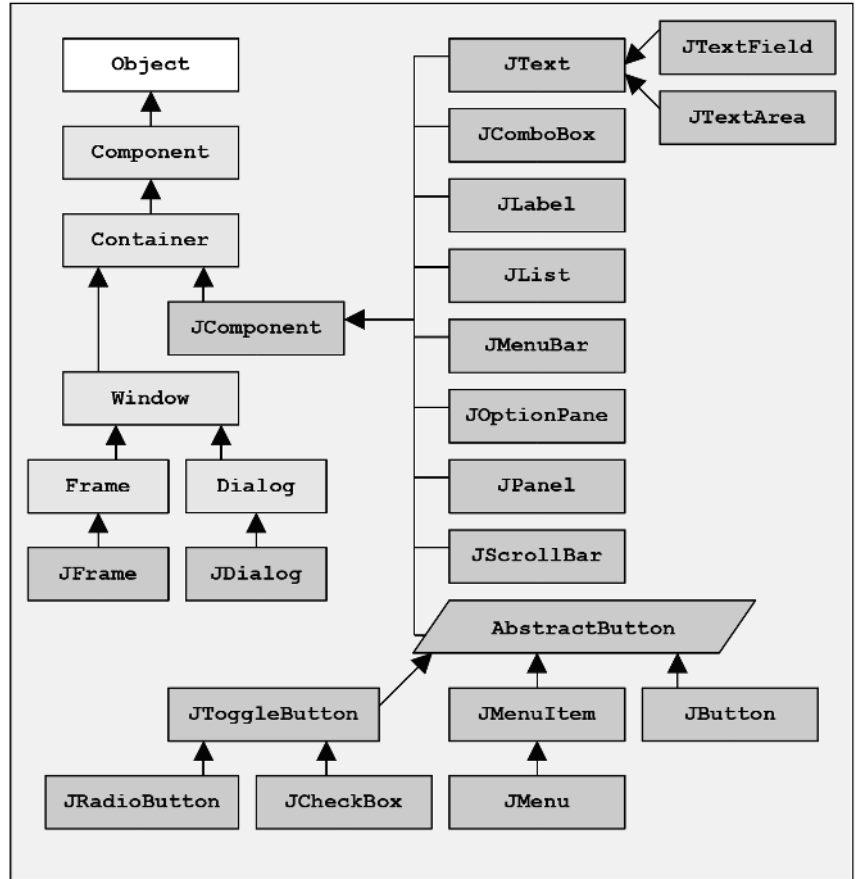 Object
Component
Container
JComponent
Window
Frame
Dialog
JFrame
JDialog
JText
JTextField
JTextArea
JComboBox
JLabel
JList
JMenuBar
JOptionPane
JPanel
JScrollBar
AbstractButton
JToggleButton
JMenuItem
JButton
JRadioButton
JCheckBox
JMenu